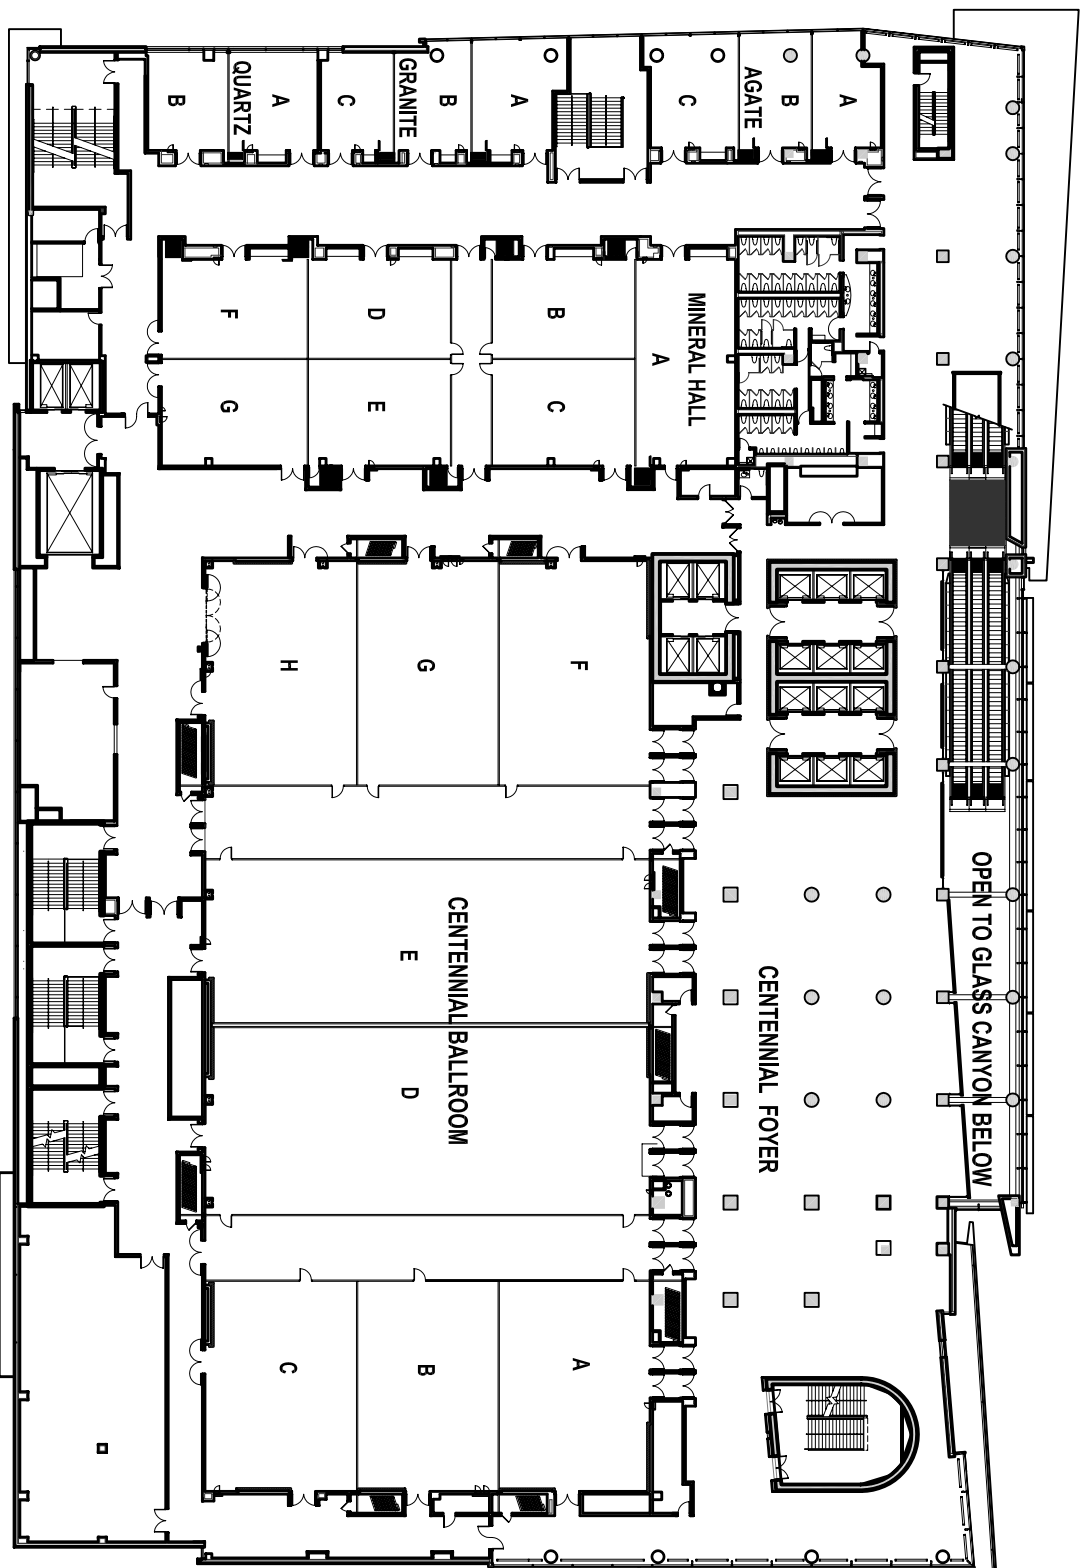 QUARTZ
B
A
GRANITE
C
B
A
AGATE
C
B
A
MINERAL HALL
F
D
B
A
G
E
C
H
G
F
CENTENNIAL BALLROOM
E
D
C
B
A
CENTENNIAL FOYER
OPEN TO GLASS CANYON BELOW